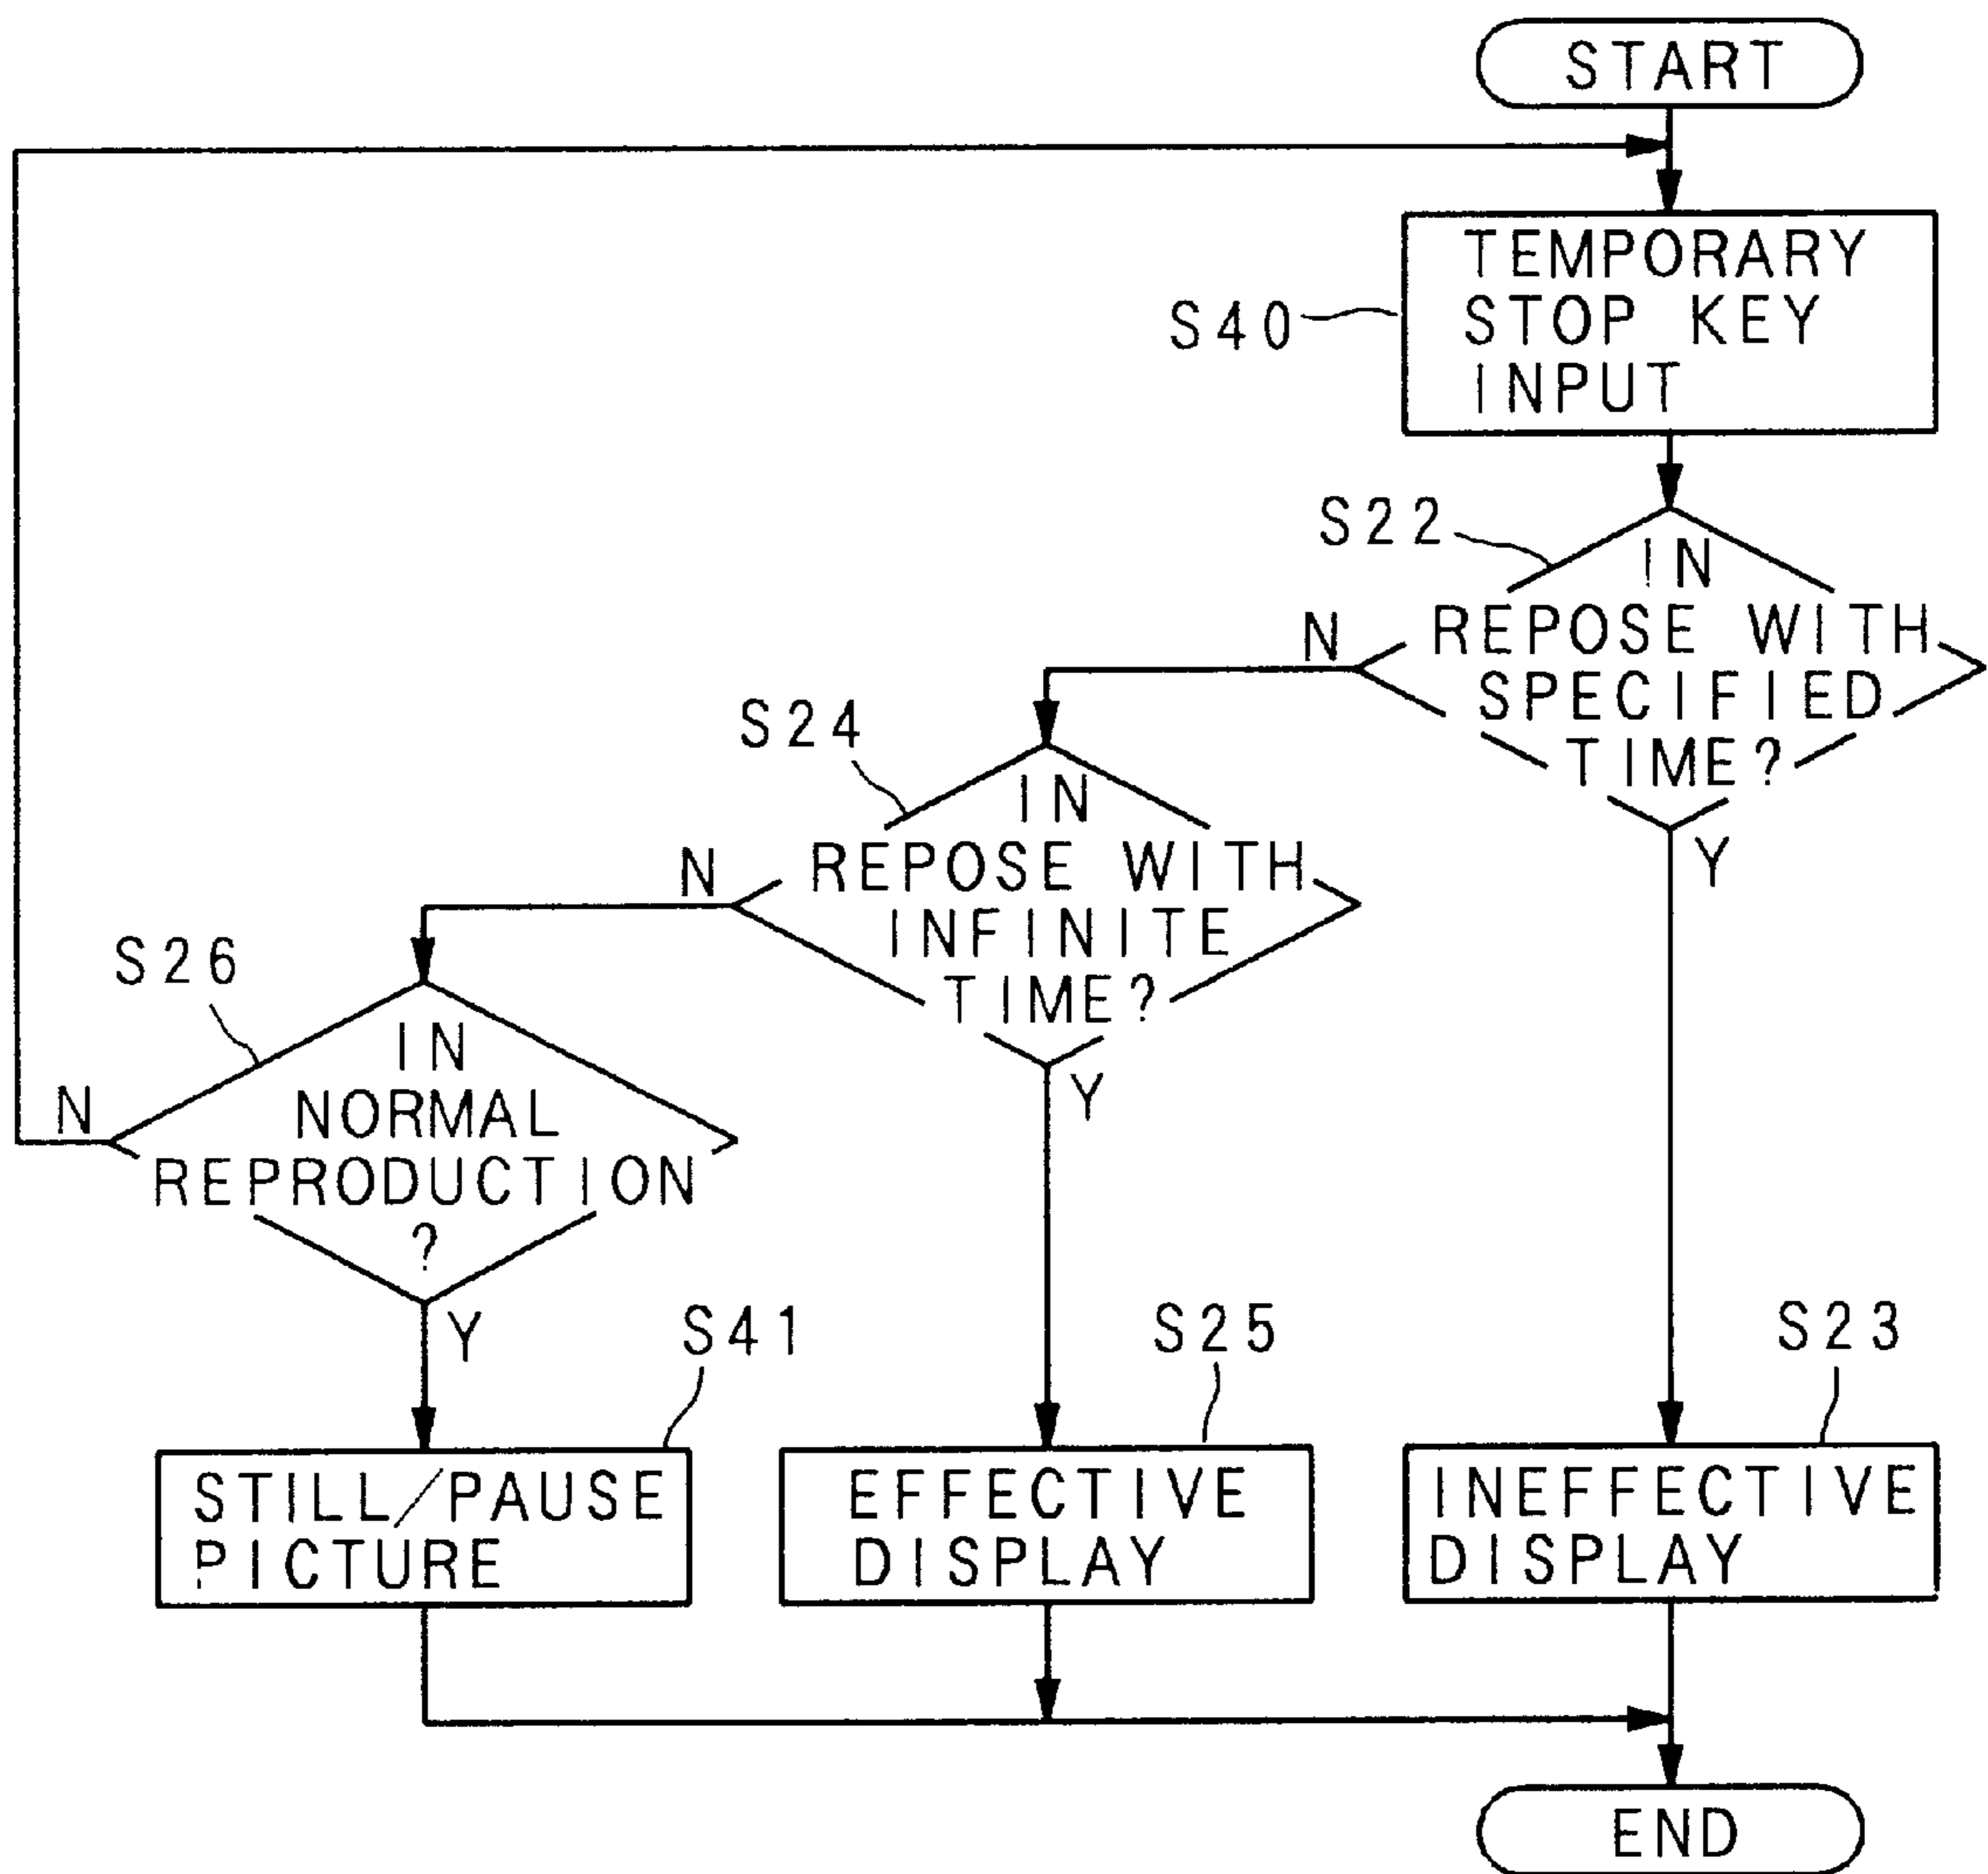 START
TEMPORARY
STOP KEY
INPUT
S40
S22
IN
REPOSE WITH
SPECIFIED
TIME?
N
Y
S24
IN
REPOSE WITH
INFINITE
TIME?
N
Y
S26
IN
NORMAL
REPRODUCTION
?
N
Y
S41
STILL/PAUSE
PICTURE
S25
EFFECTIVE
DISPLAY
S23
INEFFECTIVE
DISPLAY
END